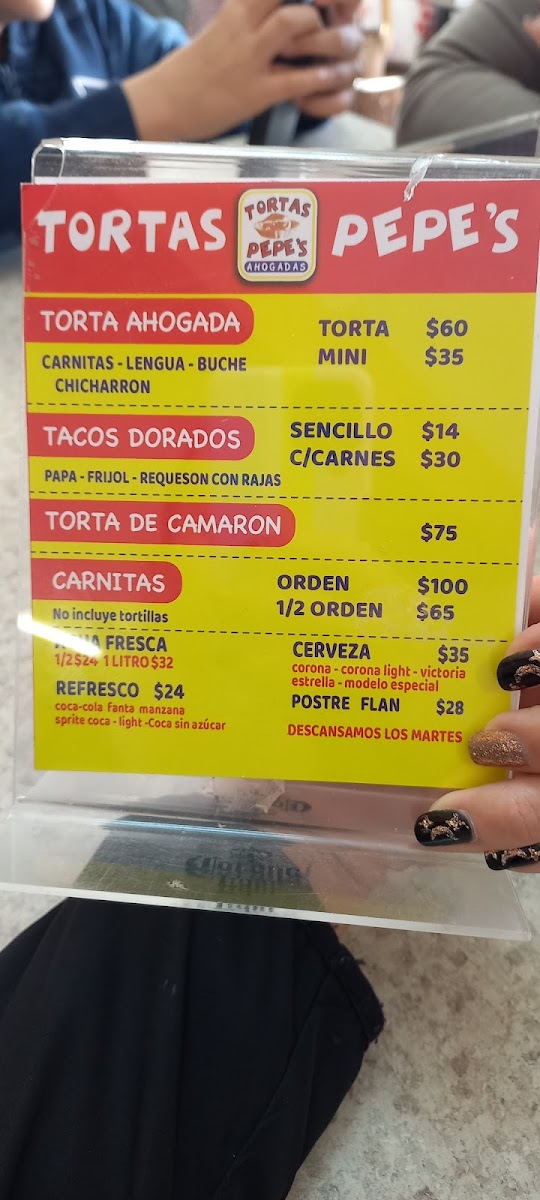 TORTAS PEPE'S
TORTAS
PEPE'S
AHOGADAS
TORTA AHOGADA
TORTA $60
MINI $35
CARNITAS - LENGUA - BUCHE
CHICHARRON
TACOS DORADOS
SENCILLO $14
C/CARNES $30
PAPA - FRIJOL - REQUESON CON RAJAS
TORTA DE CAMARON $75
CARNITAS
ORDEN $100
1/2 ORDEN $65
No incluye tortillas
AGUA FRESCA
1/2 $24 1 LITRO $32
REFRESCO $24
coca-cola fanta manzana
sprite coca - light -Coca sin azúcar
CERVEZA $35
corona - corona light - victoria
estrella - modelo especial
POSTRE FLAN $28
DESCANSAMOS LOS MARTES